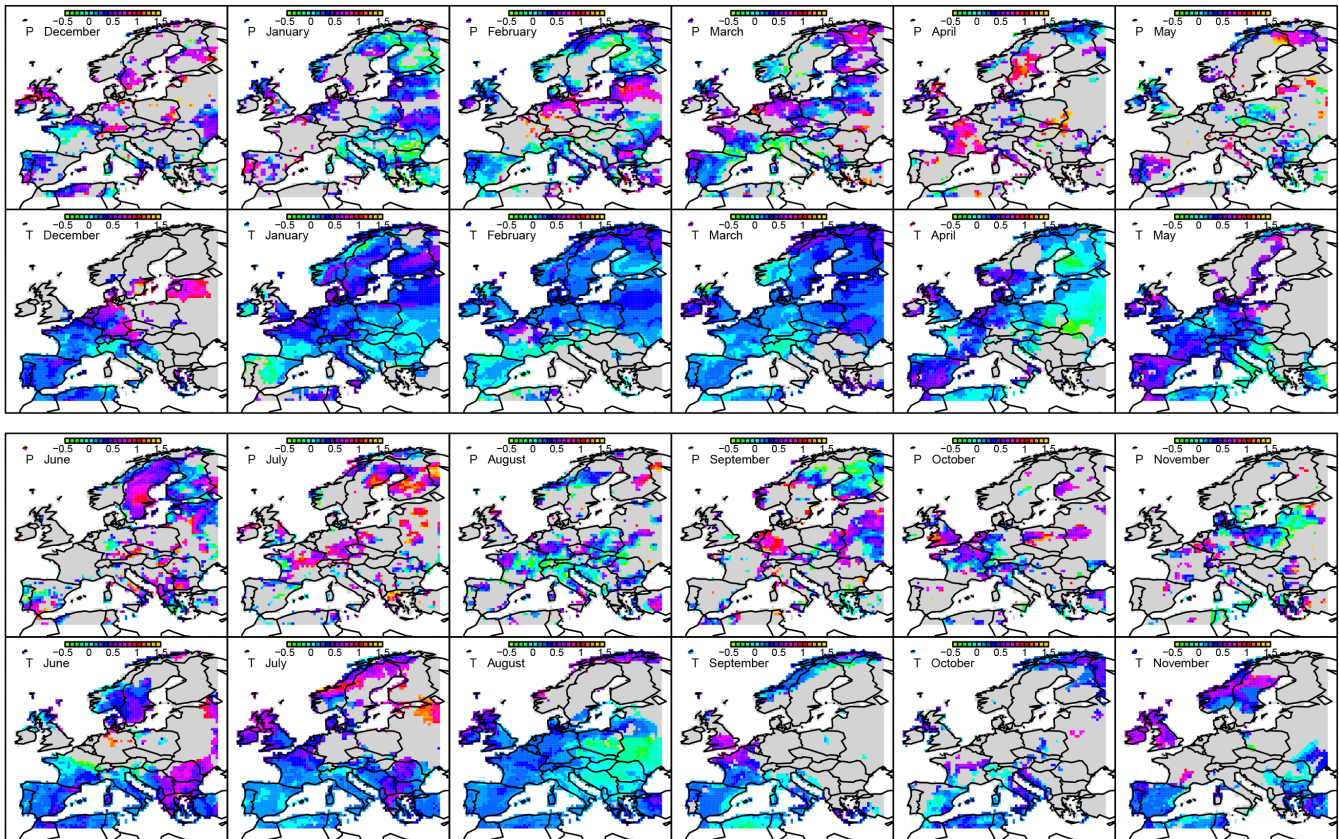 −0.5 0 0.5 1 1.5 −0.5 0 0.5 1 1.5 −0.5 0 0.5 1 1.5 −0.5 0 0.5 1 1.5 −0.5 0 0.5 1 1.5 −0.5 0 0.5 1 1.5
P December P January P February P March P April P May
−0.5 0 0.5 1 1.5 −0.5 0 0.5 1 1.5 −0.5 0 0.5 1 1.5 −0.5 0 0.5 1 1.5 −0.5 0 0.5 1 1.5 −0.5 0 0.5 1 1.5
T December T January T February T March T April T May
−0.5 0 0.5 1 1.5 −0.5 0 0.5 1 1.5 −0.5 0 0.5 1 1.5 −0.5 0 0.5 1 1.5 −0.5 0 0.5 1 1.5 −0.5 0 0.5 1 1.5
P June P July P August P September P October P November
−0.5 0 0.5 1 1.5 −0.5 0 0.5 1 1.5 −0.5 0 0.5 1 1.5 −0.5 0 0.5 1 1.5 −0.5 0 0.5 1 1.5 −0.5 0 0.5 1 1.5
T June T July T August T September T October T November